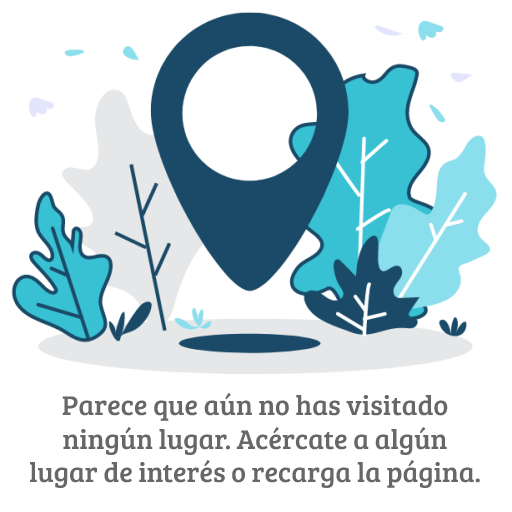 Parece que aún no has visitado
ningún lugar. Acércate a algún
lugar de interés o recarga la página.